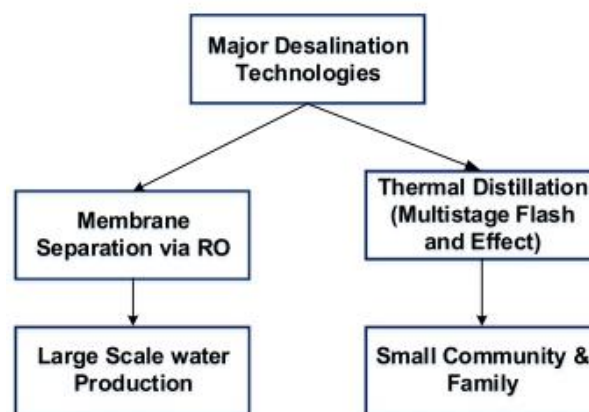 Major Desalination
Technologies
Membrane
Separation via RO
Thermal Distillation
(Multistage Flash
and Effect)
Large Scale water
Production
Small Community &
Family